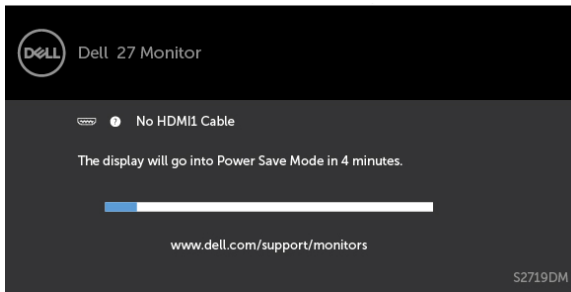 DELL
Dell 27 Monitor
? No HDMI1 Cable
The display will go into Power Save Mode in 4 minutes.
www.dell.com/support/monitors
S2719DM